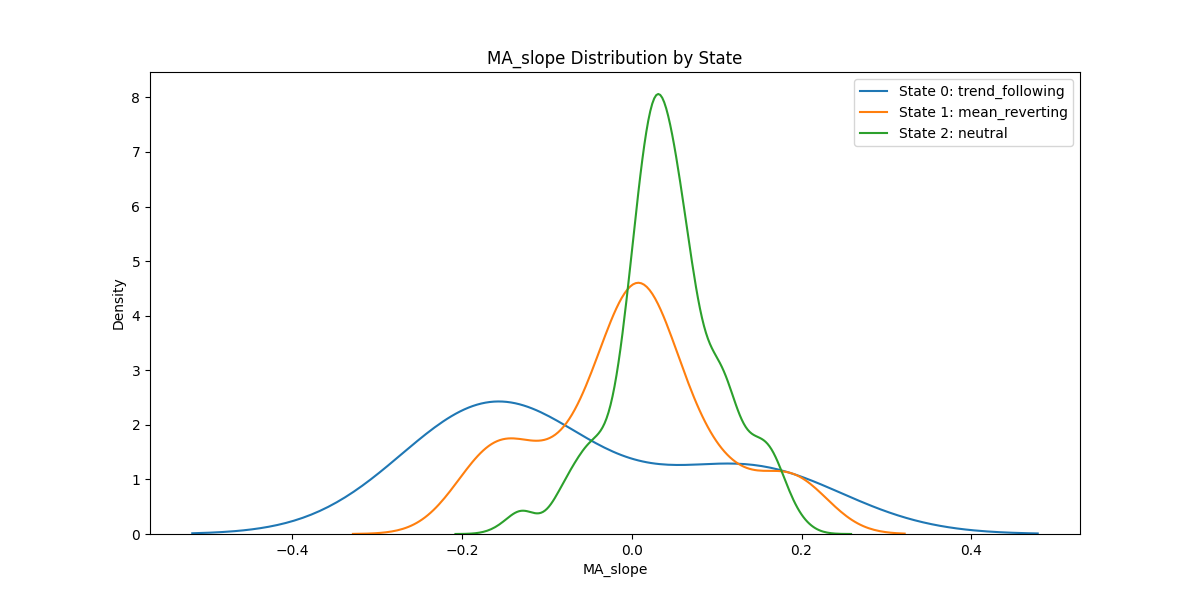 MA_slope Distribution by State
State 0: trend_following
State 1: mean_reverting
State 2: neutral
Density
8
7
6
5
4
3
2
1
0
−0.4
−0.2
0.0
0.2
0.4
MA_slope